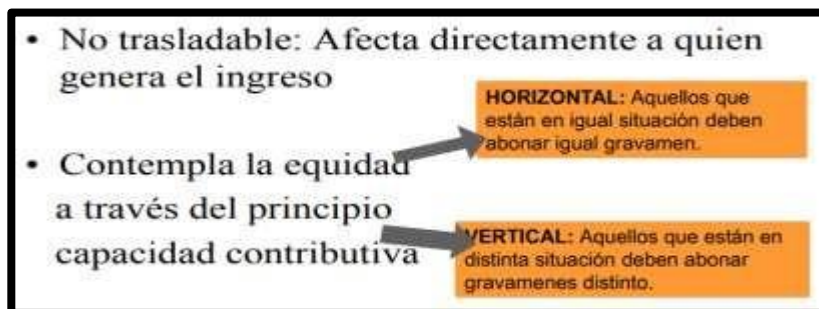 • No trasladable: Afecta directamente a quien
genera el ingreso
HORIZONTAL: Aquellos que
están en igual situación deben
abonar igual gravamen.
• Contempla la equidad
a través del principio
capacidad contributiva
VERTICAL: Aquellos que están en
distinta situación deben abonar
gravamenes distinto.